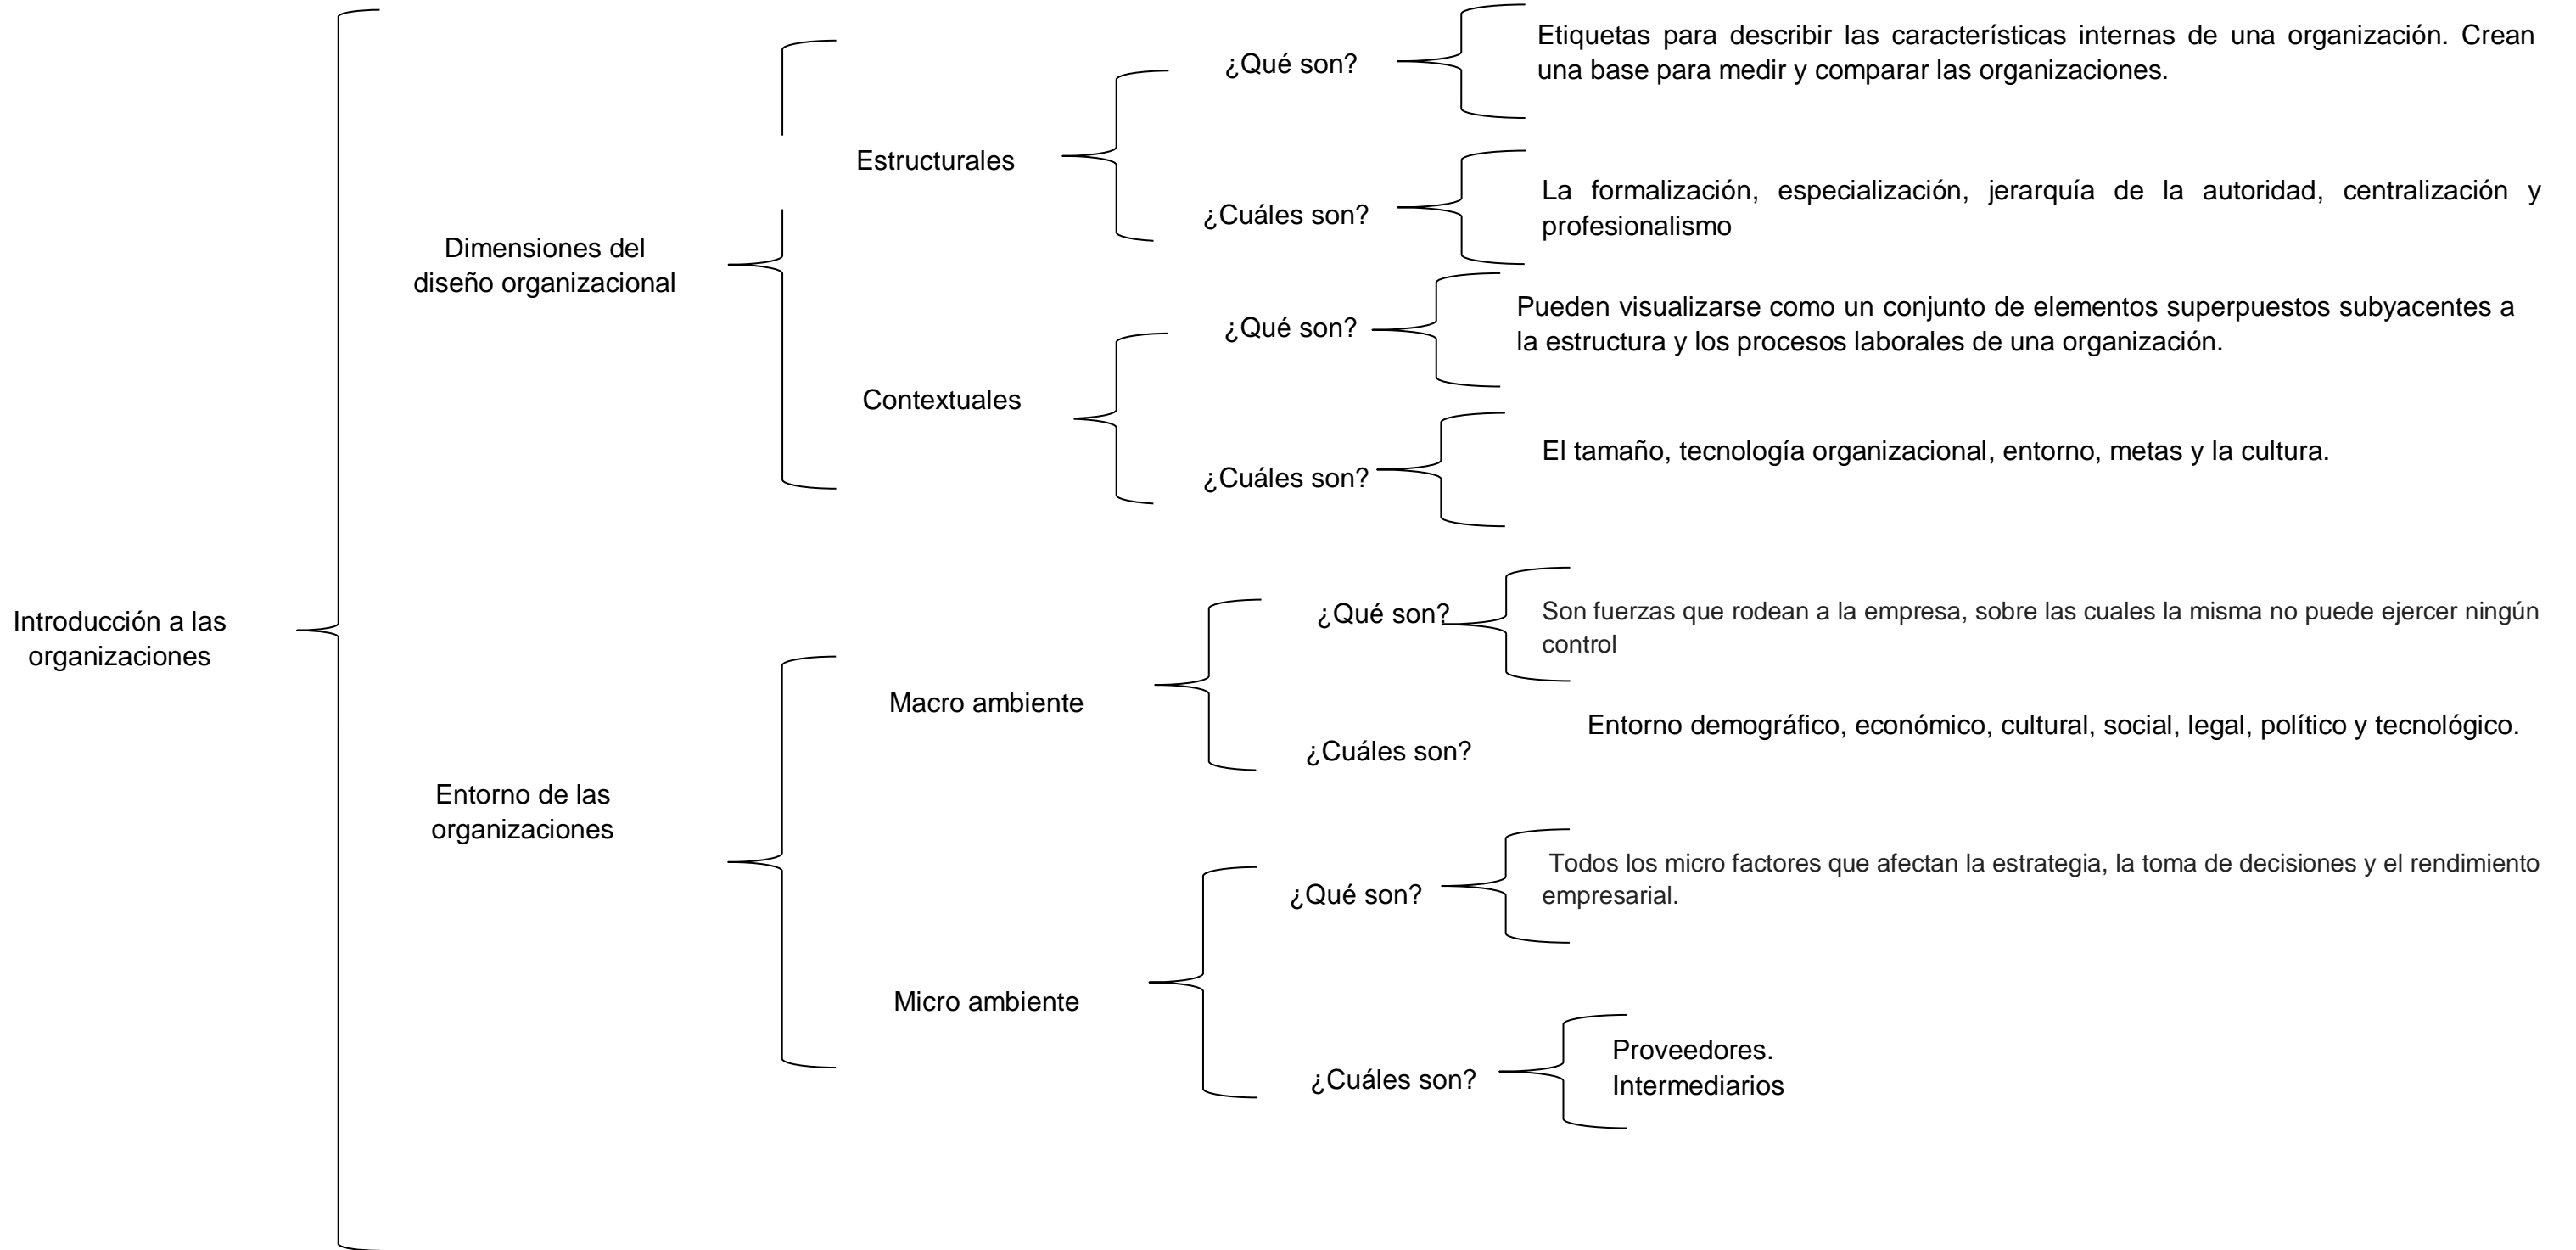 Introducción a las
organizaciones
Dimensiones del
diseño organizacional
Estructurales
¿Qué son?
Etiquetas para describir las características internas de una organización. Crean
una base para medir y comparar las organizaciones.
¿Cuáles son?
La formalización, especialización, jerarquía de la autoridad, centralización y
profesionalismo
Contextuales
¿Qué son?
Pueden visualizarse como un conjunto de elementos superpuestos subyacentes a
la estructura y los procesos laborales de una organización.
¿Cuáles son?
El tamaño, tecnología organizacional, entorno, metas y la cultura.
Entorno de las
organizaciones
Macro ambiente
¿Qué son?
Son fuerzas que rodean a la empresa, sobre las cuales la misma no puede ejercer ningún
control
¿Cuáles son?
Entorno demográfico, económico, cultural, social, legal, político y tecnológico.
Micro ambiente
¿Qué son?
Todos los micro factores que afectan la estrategia, la toma de decisiones y el rendimiento
empresarial.
¿Cuáles son?
Proveedores.
Intermediarios